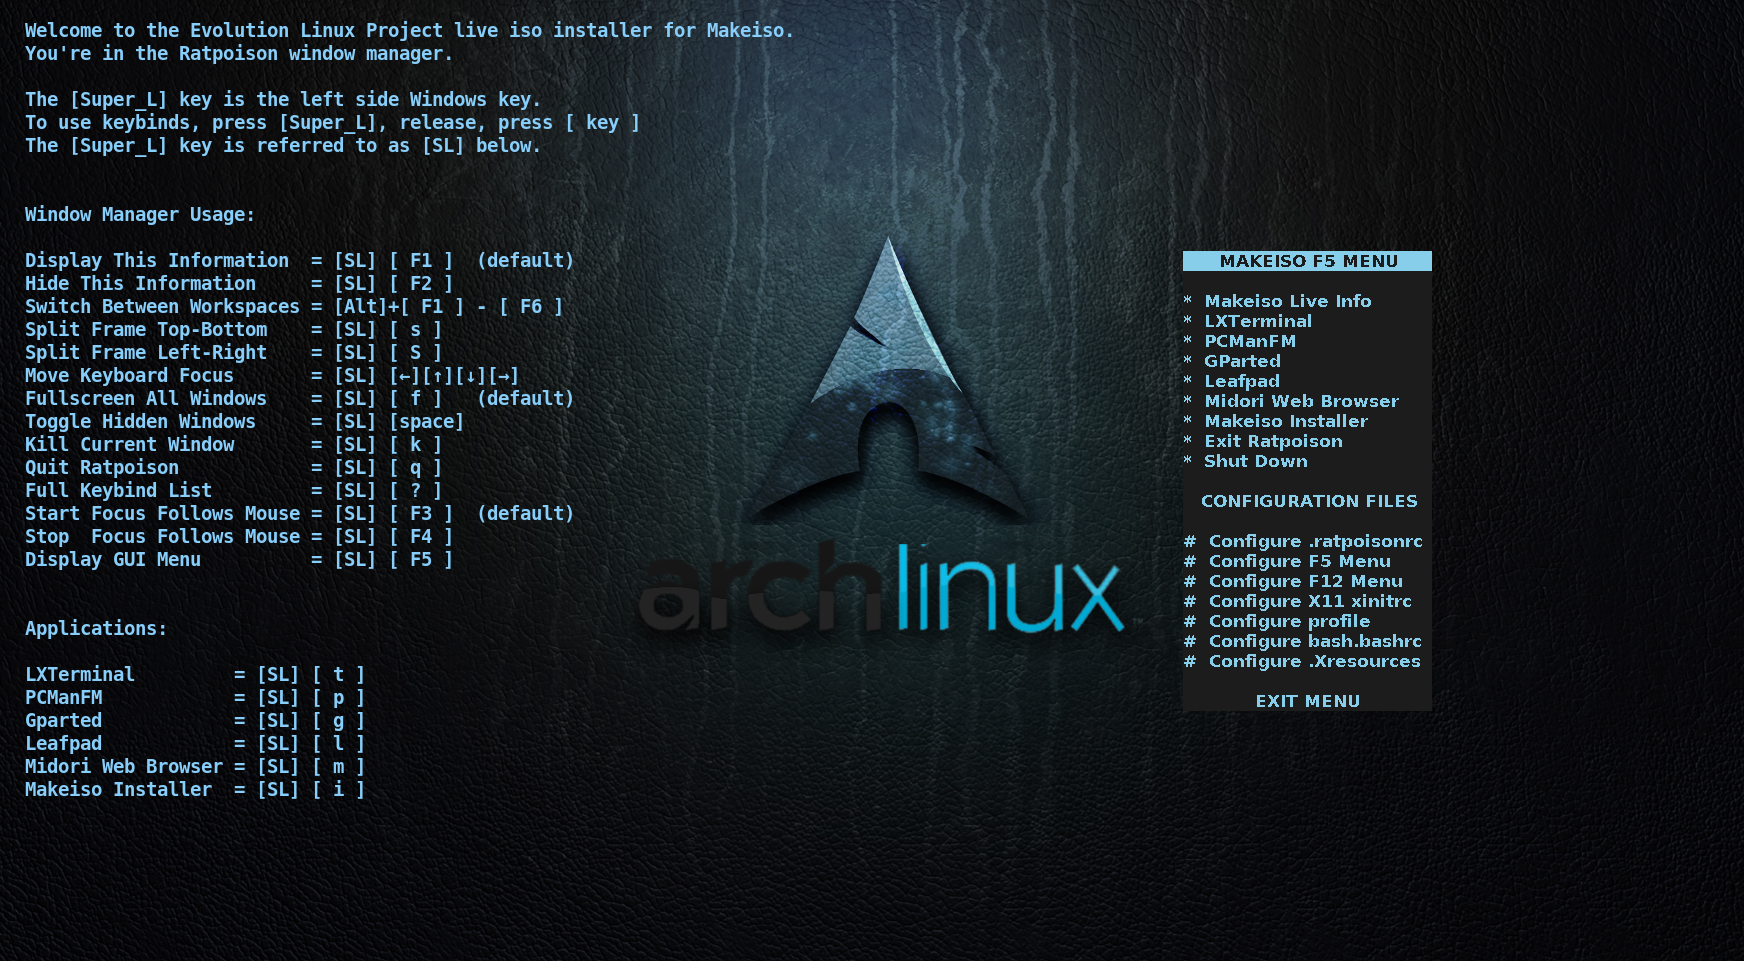 Welcome to the Evolution Linux Project live iso installer for Makeiso.
You're in the Ratpoison window manager.
The [Super_L] key is the left side Windows key.
To use keybinds, press [Super_L], release, press [ key ]
The [Super_L] key is referred to as [SL] below.
Window Manager Usage:
Display This Information  = [SL] [ F1 ]  (default)
Hide This Information     = [SL] [ F2 ]
Switch Between Workspaces = [Alt]+[ F1 ] - [ F6 ]
Split Frame Top-Bottom    = [SL] [ s ]
Split Frame Left-Right    = [SL] [ S ]
Move Keyboard Focus       = [SL] [←][↑][↓][→]
Fullscreen All Windows    = [SL] [ f ]   (default)
Toggle Hidden Windows     = [SL] [space]
Kill Current Window       = [SL] [ k ]
Quit Ratpoison            = [SL] [ q ]
Full Keybind List         = [SL] [ ? ]
Start Focus Follows Mouse = [SL] [ F3 ]  (default)
Stop  Focus Follows Mouse = [SL] [ F4 ]
Display GUI Menu          = [SL] [ F5 ]
Applications:
LXTerminal         = [SL] [ t ]
PCManFM            = [SL] [ p ]
Gparted            = [SL] [ g ]
Leafpad            = [SL] [ l ]
Midori Web Browser = [SL] [ m ]
Makeiso Installer  = [SL] [ i ]
archlinux™
MAKEISO F5 MENU
*  Makeiso Live Info
*  LXTerminal
*  PCManFM
*  GParted
*  Leafpad
*  Midori Web Browser
*  Makeiso Installer
*  Exit Ratpoison
*  Shut Down
CONFIGURATION FILES
#  Configure .ratpoisonrc
#  Configure F5 Menu
#  Configure F12 Menu
#  Configure X11 xinitrc
#  Configure profile
#  Configure bash.bashrc
#  Configure .Xresources
EXIT MENU